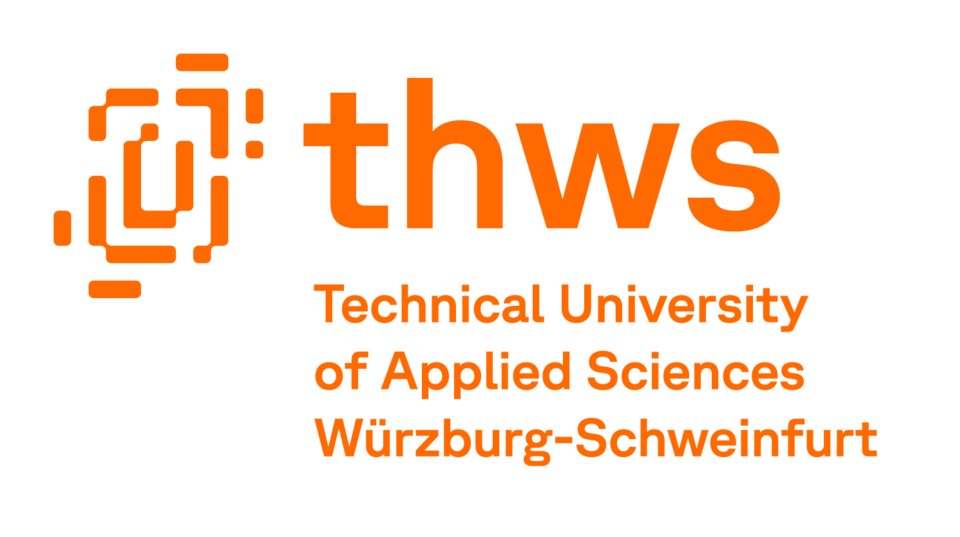 thws
Technical University
of Applied Sciences
Würzburg-Schweinfurt